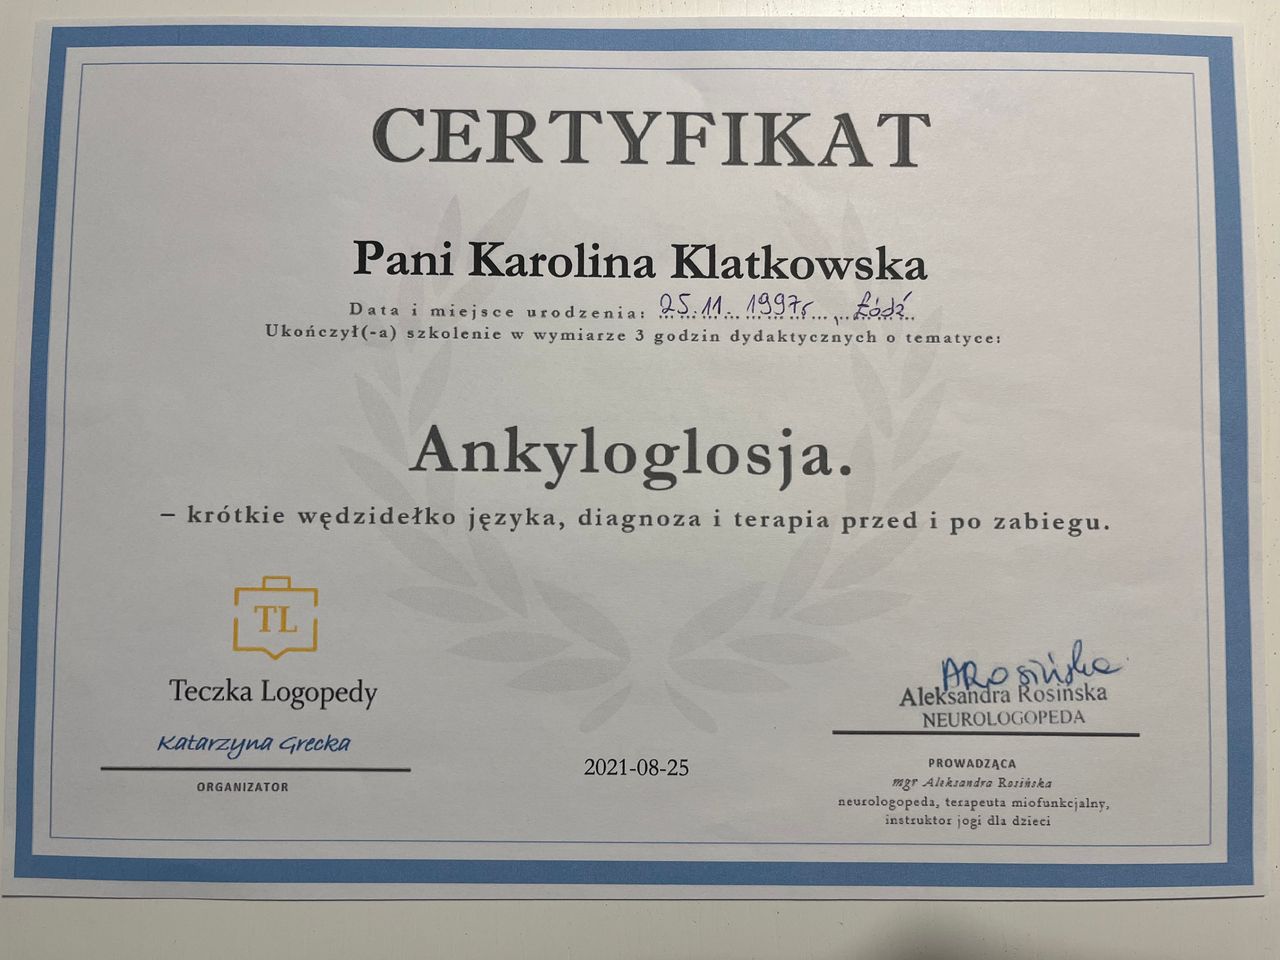 CERTYFIKAT
Pani Karolina Klatkowska
Data i miejsce urodzenia: 25.11.1997r., Łódź
Ukończył(-a) szkolenie w wymiarze 3 godzin dydaktycznych o tematyce:
Ankyloglosja.
– krótkie wędzidełko języka, diagnoza i terapia przed i po zabiegu.
TL
Teczka Logopedy
Katarzyna Grecka
ORGANIZATOR
2021-08-25
ARosińska
Aleksandra Rosińska
NEUROLOGOPEDA
PROWADZĄCA
mgr Aleksandra Rosińska
neurologopeda, terapeuta miofunkcjalny,
instruktor jogi dla dzieci